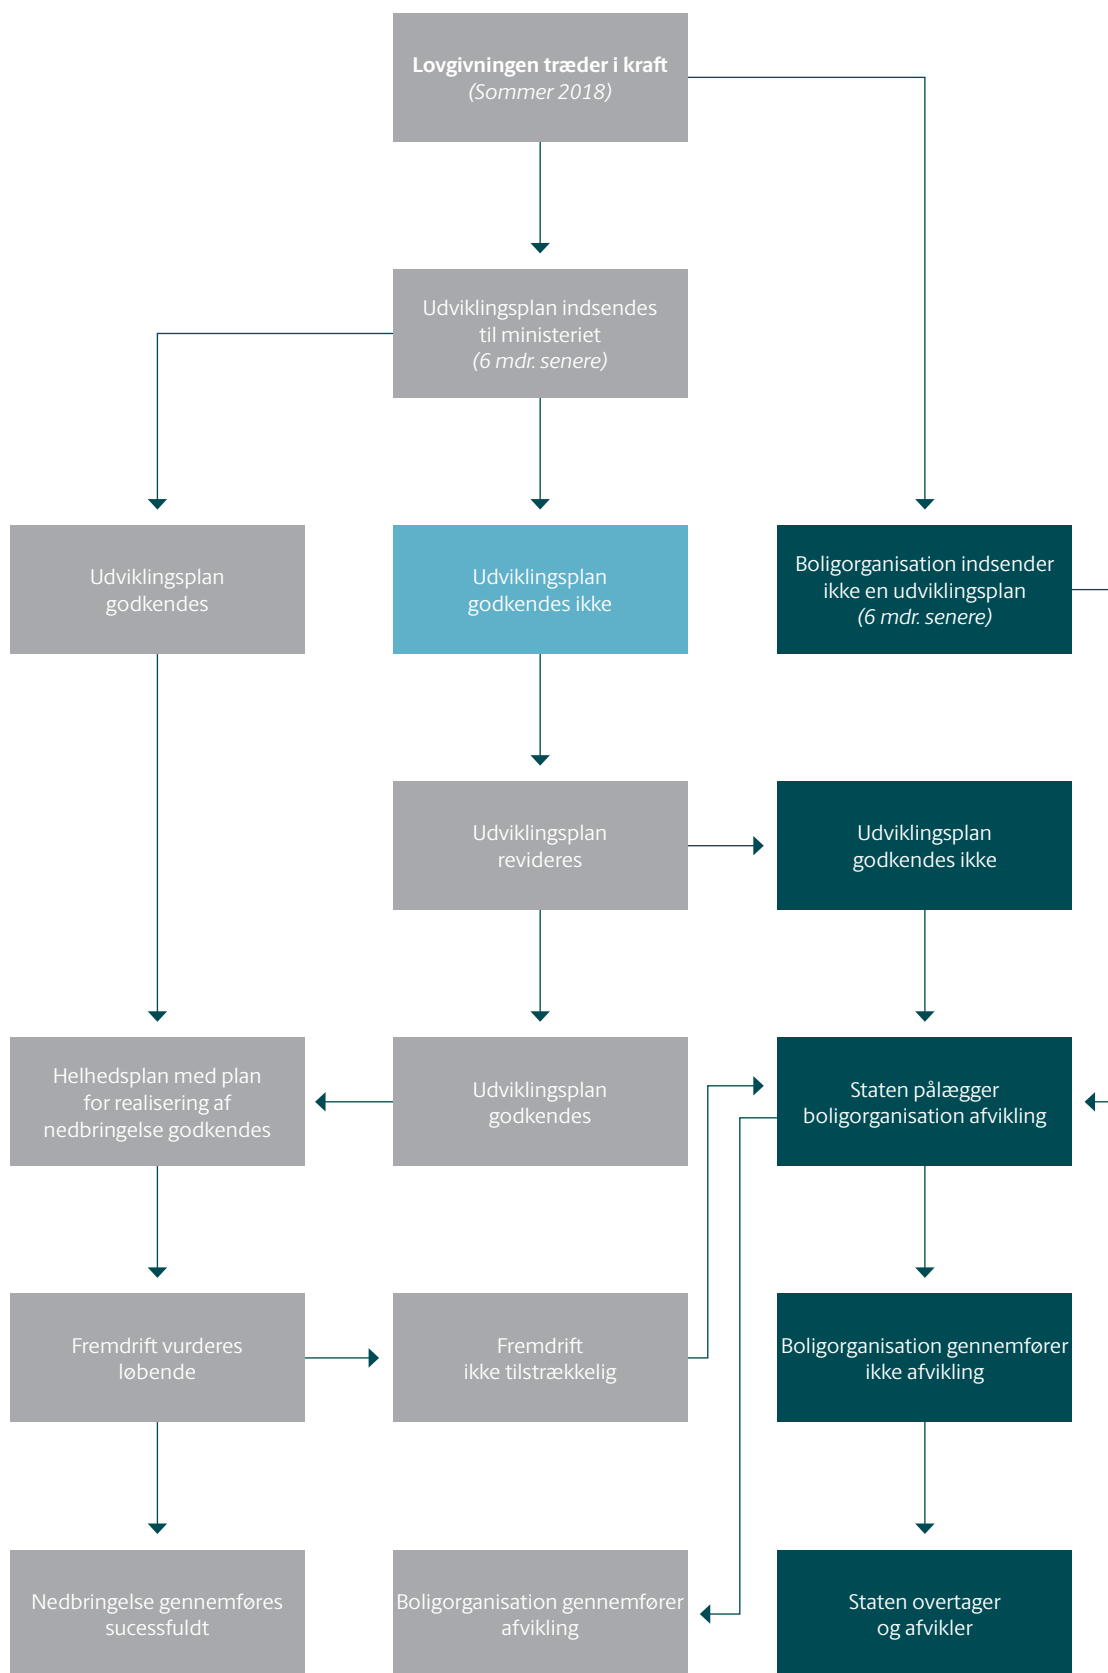 Lovgivningen træder i kraft
(Sommer 2018)
Udviklingsplan indsendes
til ministeriet
(6 mdr. senere)
Udviklingsplan
godkendes
Udviklingsplan
godkendes ikke
Boligorganisation indsender
ikke en udviklingsplan
(6 mdr. senere)
Udviklingsplan
revideres
Udviklingsplan
godkendes ikke
Helhedsplan med plan
for realisering af
nedbringelse godkendes
Udviklingsplan
godkendes
Staten pålægger
boligorganisation afvikling
Fremdrift vurderes
løbende
Fremdrift
ikke tilstrækkelig
Boligorganisation gennemfører
ikke afvikling
Nedbringelse gennemføres
sucessfuldt
Boligorganisation gennemfører
afvikling
Staten overtager
og afvikler